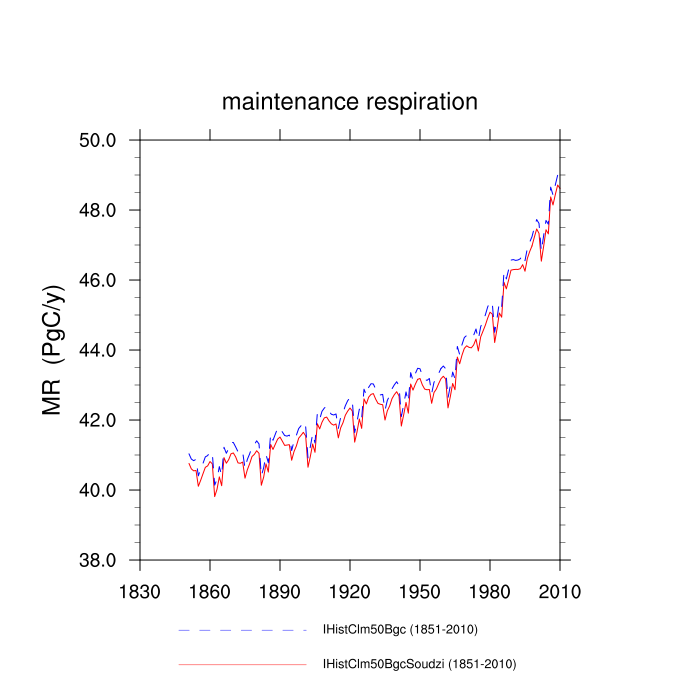 maintenance respiration
50.0
48.0
46.0
44.0
42.0
40.0
38.0
MR (PgC/y)
1830 1860 1890 1920 1950 1980 2010
IHistClm50Bgc (1851-2010)
IHistClm50BgcSoudzi (1851-2010)